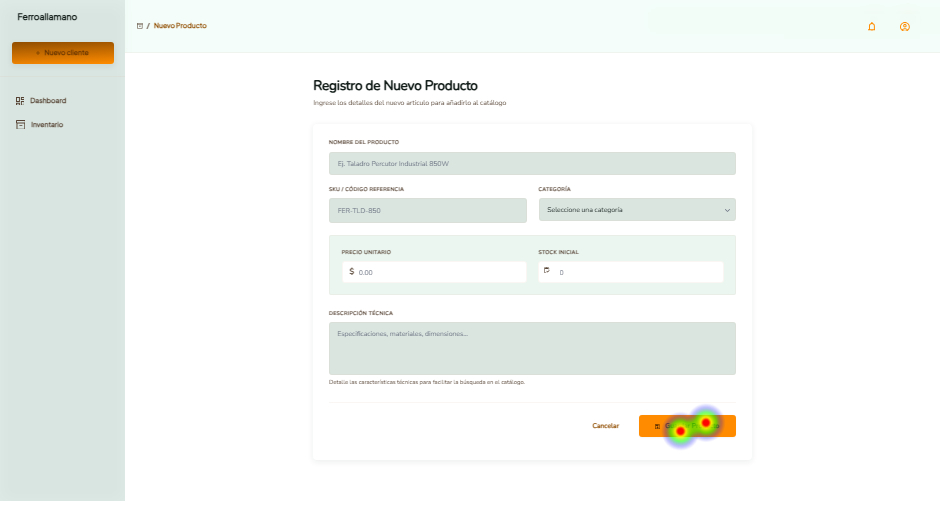 Ferroallamano
+ Nuevo cliente
Dashboard
Inventario
/ Nuevo Producto
Registro de Nuevo Producto
Ingrese los detalles del nuevo artículo para añadirlo al catálogo
NOMBRE DEL PRODUCTO
Ej. Taladro Percutor Industrial 850W
SKU / CÓDIGO REFERENCIA
CATEGORÍA
FER-TLD-850
Seleccione una categoría
PRECIO UNITARIO
STOCK INICIAL
$ 0.00
0
DESCRIPCIÓN TÉCNICA
Especificaciones, materiales, dimensiones...
Detalle las características técnicas para facilitar la búsqueda en el catálogo.
Cancelar